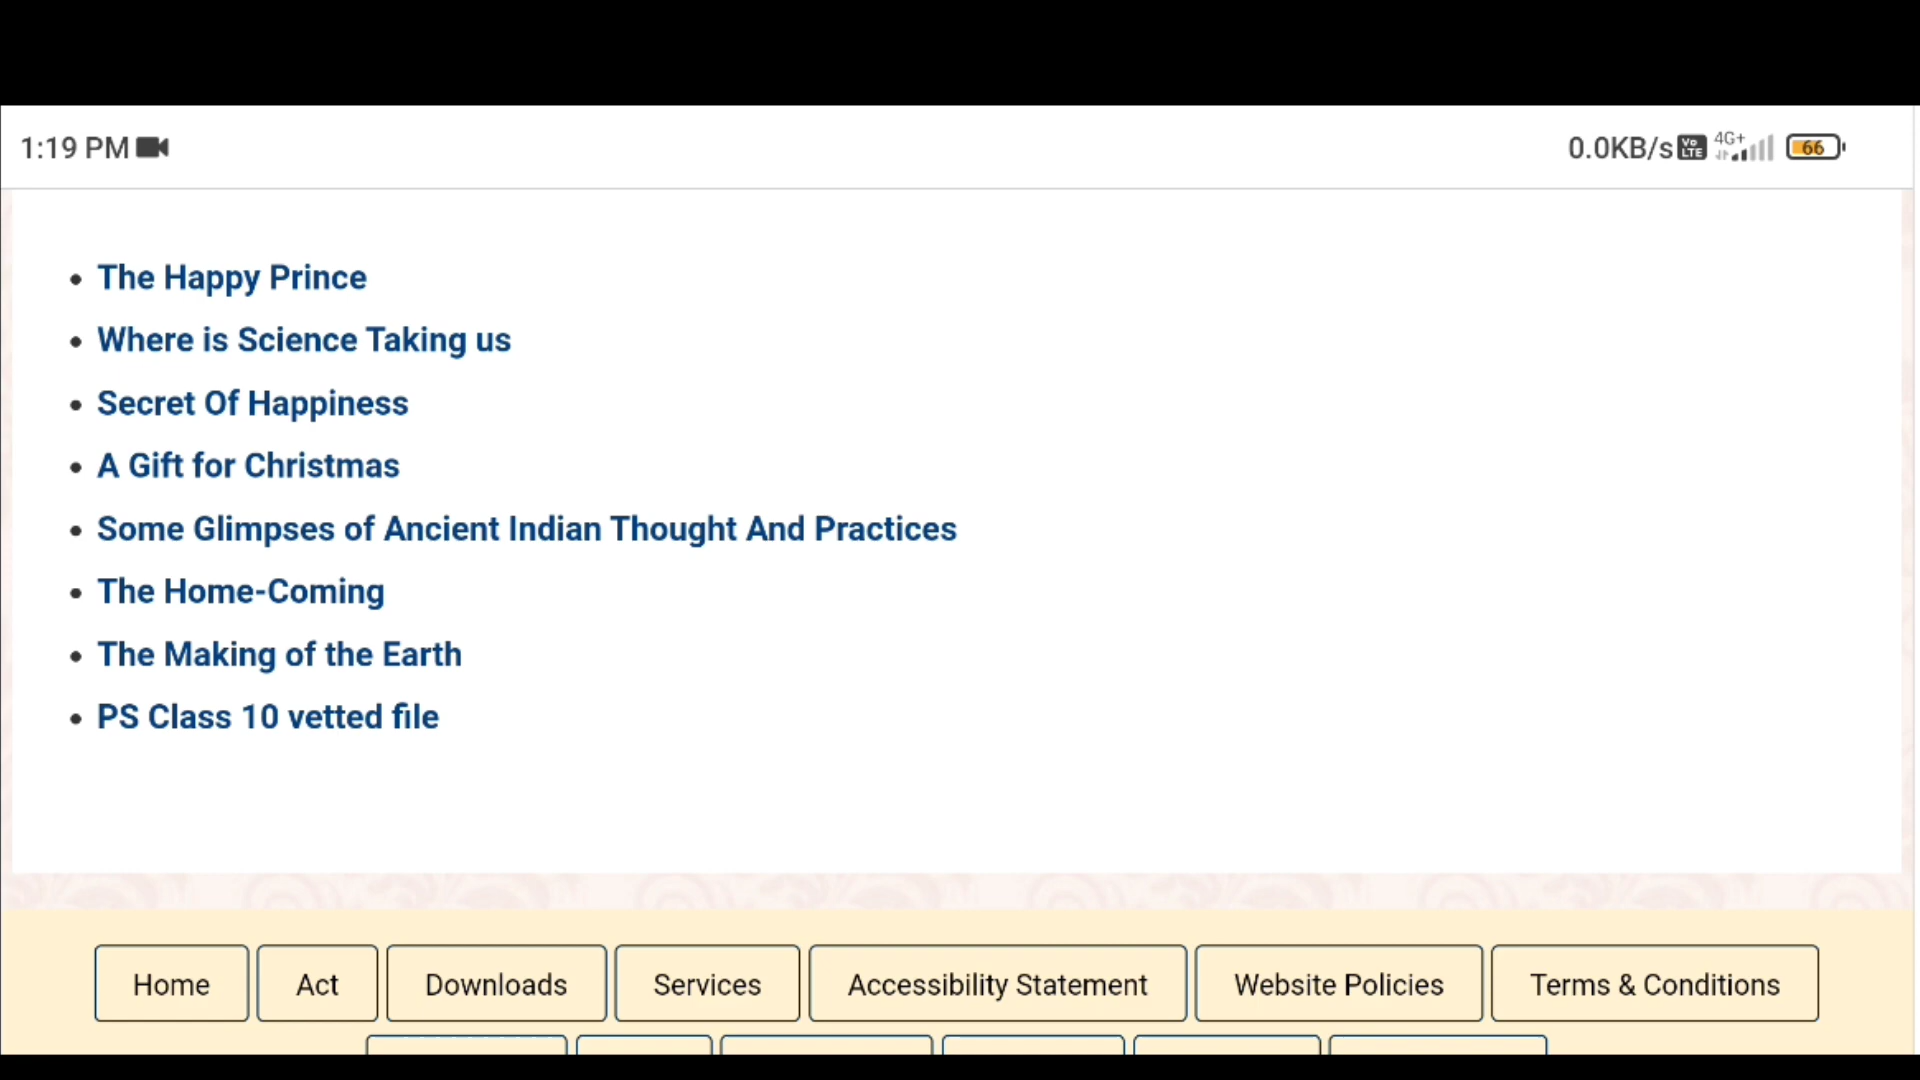 1:19 PM
0.0KB/s Vo LTE 4G+ 66
The Happy Prince
Where is Science Taking us
Secret Of Happiness
A Gift for Christmas
Some Glimpses of Ancient Indian Thought And Practices
The Home-Coming
The Making of the Earth
PS Class 10 vetted file
Home Act Downloads Services Accessibility Statement Website Policies Terms & Conditions